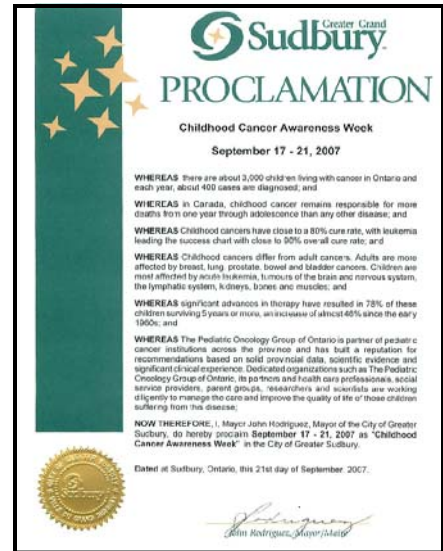 Greater Grand
Sudbury
PROCLAMATION
Childhood Cancer Awareness Week
September 17 - 21, 2007
WHEREAS there are about 3,000 children living with cancer in Ontario and
each year, about 400 cases are diagnosed; and
WHEREAS in Canada, childhood cancer remains responsible for more
deaths from one year through adolescence than any other disease; and
WHEREAS Childhood cancers have close to a 80% cure rate, with leukemia
leading the success chart with close to 90% overall cure rate; and
WHEREAS Childhood cancers differ from adult cancers. Adults are more
affected by breast, lung, prostate, bowel and bladder cancers. Children are
most affected by acute leukemia, tumours of the brain and nervous system,
the lymphatic system, kidneys, bones and muscles; and
WHEREAS significant advances in therapy have resulted in 78% of these
children surviving 5 years or more, an increase of almost 46% since the early
1960s; and
WHEREAS The Pediatric Oncology Group of Ontario is partner of pediatric
cancer institutions across the province and has built a reputation for
recommendations based on solid provincial data, scientific evidence and
significant clinical experience. Dedicated organizations such as The Pediatric
Oncology Group of Ontario, its partners and health care professionals, social
service providers, parent groups, researchers and scientists are working
diligently to manage the care and improve the quality of life of those children
suffering from this disease;
NOW THEREFORE, I, Mayor John Rodriguez, Mayor of the City of Greater
Sudbury, do hereby proclaim September 17 - 21, 2007 as "Childhood
Cancer Awareness Week" in the City of Greater Sudbury.
Dated at Sudbury, Ontario, this 21st day of September, 2007.
John Rodriguez, Mayor/Maire
Sudbury